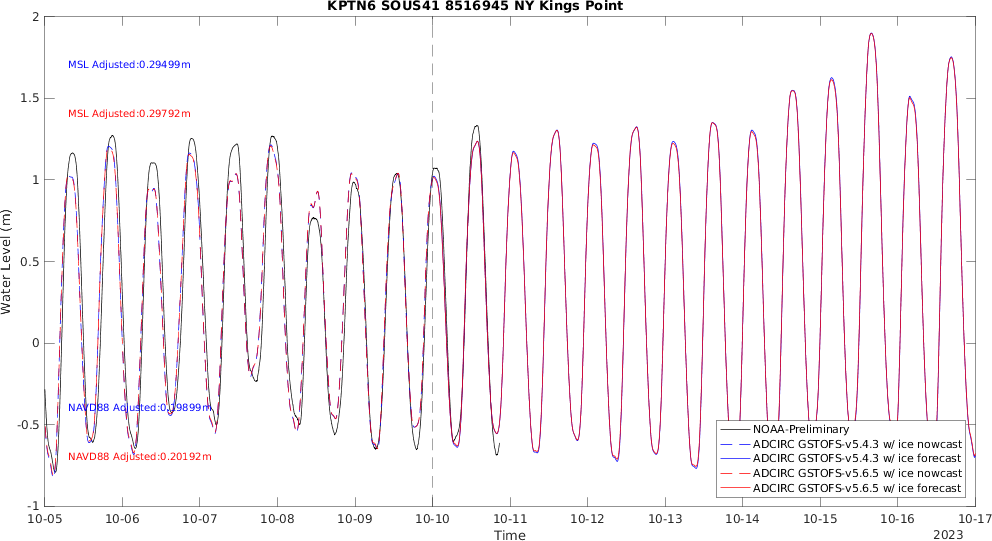 KPTN6 SOUS41 8516945 NY Kings Point
2
MSL Adjusted:0.29499m
1.5
MSL Adjusted:0.29792m
1
0.5
0
NAVD88 Adjusted:0.19899m
-0.5
NAVD88 Adjusted:0.20192m
-1
Water Level (m)
NOAA-Preliminary
ADCIRC GSTOFS-v5.4.3 w/ ice nowcast
ADCIRC GSTOFS-v5.4.3 w/ ice forecast
ADCIRC GSTOFS-v5.6.5 w/ ice nowcast
ADCIRC GSTOFS-v5.6.5 w/ ice forecast
10-05 10-06 10-07 10-08 10-09 10-10 10-11 10-12 10-13 10-14 10-15 10-16 10-17
Time
2023